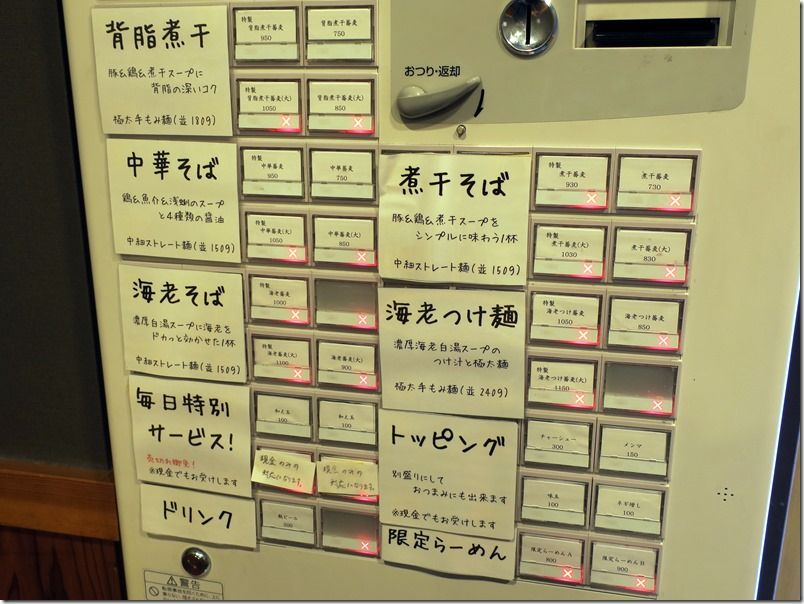 おつり・返却
背脂煮干
豚&鶏&煮干スープに
背脂の深いコク
極太手もみ麺(並180g)
特製
背脂煮干蕎麦
950
背脂煮干蕎麦
750
特製
背脂煮干蕎麦(大)
1050
背脂煮干蕎麦(大)
850
中華そば
鶏&魚介&浅蜊のスープ
と4種類の醤油
中細ストレート麺(並150g)
特製
中華蕎麦
950
中華蕎麦
750
特製
中華蕎麦(大)
1050
中華蕎麦(大)
850
海老そば
濃厚白湯スープに海老を
ドカッと効かせた1杯
中細ストレート麺(並150g)
特製
海老蕎麦
1000
特製
海老蕎麦(大)
1100
海老蕎麦(大)
900
毎日特別
サービス!
売切れ御免!
※現金でもお受けします
和え玉
100
和え玉
100
現金のみの
対応になります。
現金のみの
対応になります。
ドリンク
瓶ビール
500
煮干そば
豚&鶏&煮干スープを
シンプルに味わう1杯
中細ストレート麺(並150g)
特製
煮干蕎麦
930
煮干蕎麦
730
特製
煮干蕎麦(大)
1030
煮干蕎麦(大)
830
海老つけ麺
濃厚海老白湯スープの
つけ汁と極太麺
極太手もみ麺(並240g)
特製
海老つけ蕎麦
1050
海老つけ蕎麦
850
特製
海老つけ蕎麦(大)
1150
トッピング
別盛りにして
おつまみにも出来ます
※現金でもお受けします
チャーシュー
300
メンマ
150
味玉
100
ネギ増し
100
限定らーめん
限定らーめんA
800
限定らーめんB
900
警告